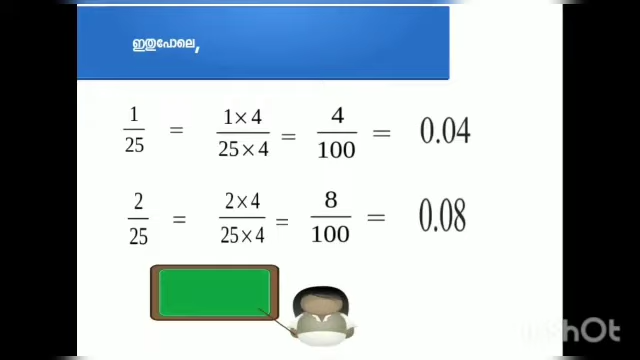 ഇതുപോലെ,
1/25 = 1×4/25×4 = 4/100 = 0.04
2/25 = 2×4/25×4 = 8/100 = 0.08